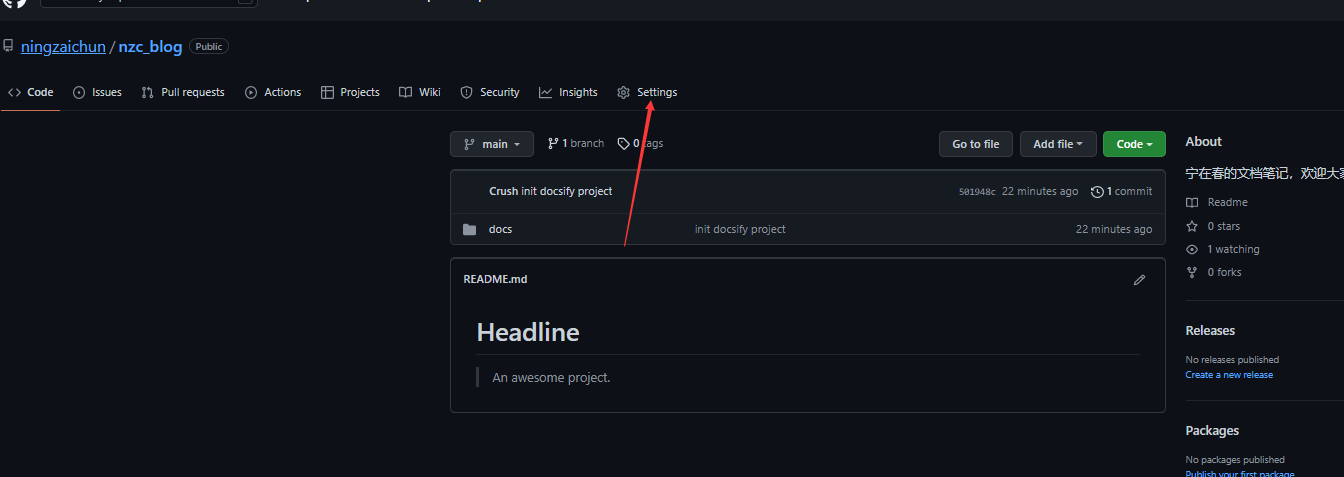 ningzaichun / nzc_blog Public
Code Issues Pull requests Actions Projects Wiki Security Insights Settings
main 1 branch 0 tags Go to file Add file Code
Crush init docsify project 501948c 22 minutes ago 1 commit
docs init docsify project 22 minutes ago
README.md
Headline
An awesome project.
About
宁在春的文档笔记，欢迎大家
Readme
0 stars
1 watching
0 forks
Releases
No releases published
Create a new release
Packages
No packages published
Publish your first package